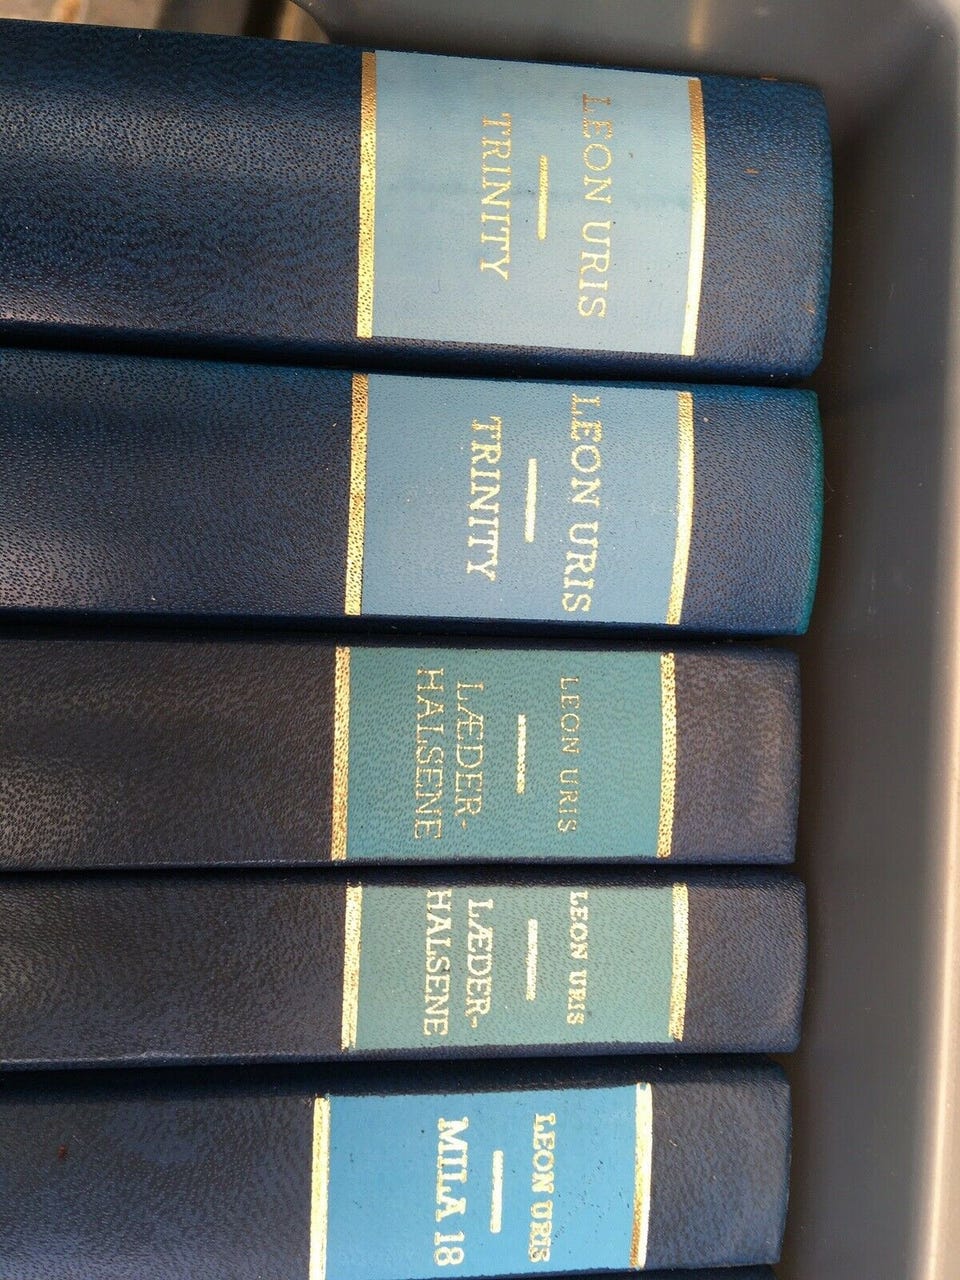 LEON URIS
TRINITY
LEON URIS
TRINITY
LEON URIS
LÆDER-
HALSENE
LEON URIS
LÆDER-
HALSENE
LEON URIS
MILA 18